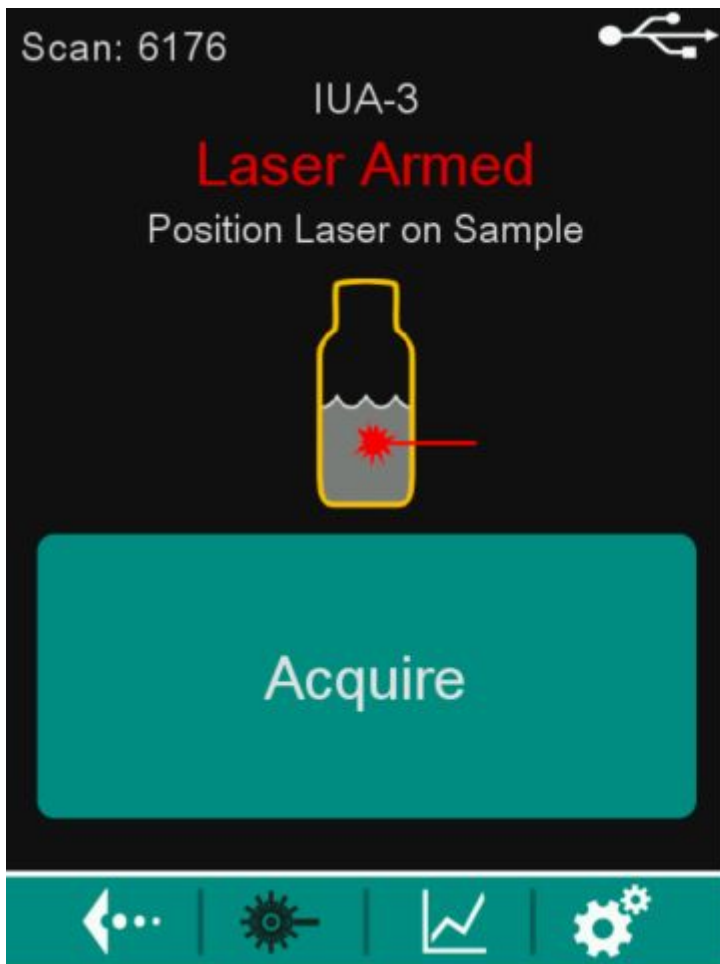 Scan: 6176
IUA-3
Laser Armed
Position Laser on Sample
Acquire